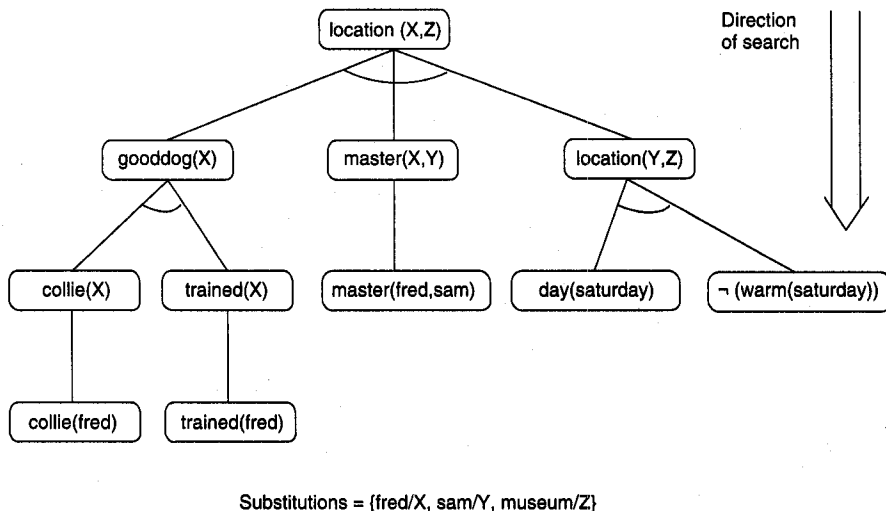 location (X,Z)
Direction
of search
gooddog(X)
master(X,Y)
location(Y,Z)
collie(X)
trained(X)
master(fred,sam)
day(saturday)
¬ (warm(saturday))
collie(fred)
trained(fred)
Substitutions = {fred/X, sam/Y, museum/Z}